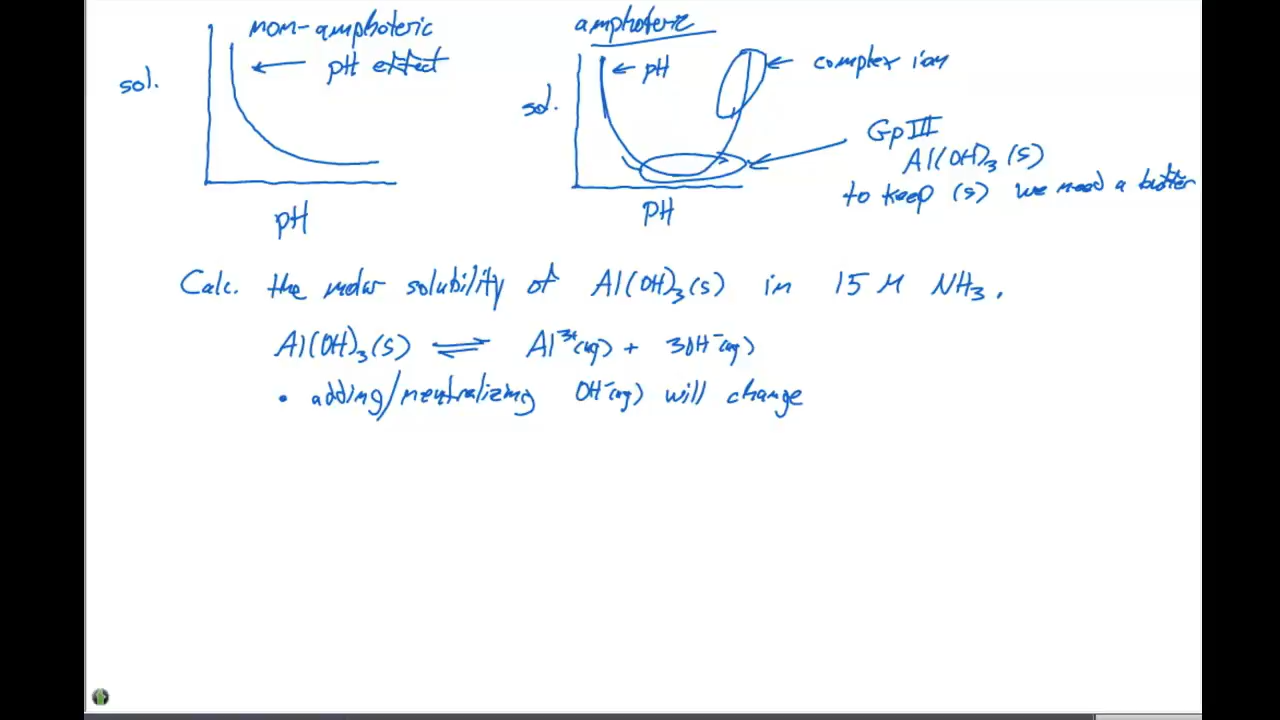 non-amphoteric
pH effect
sol.
pH
amphoteric
pH
complex ion
sol.
Gp III
Al(OH)₃(s)
to keep (s) we need a buffer
pH
Calc. the molar solubility of Al(OH)₃(s) in 15 M NH₃.
Al(OH)₃(s) ⇌ Al³⁺(aq) + 3OH⁻(aq)
• adding/neutralizing OH⁻(aq) will change